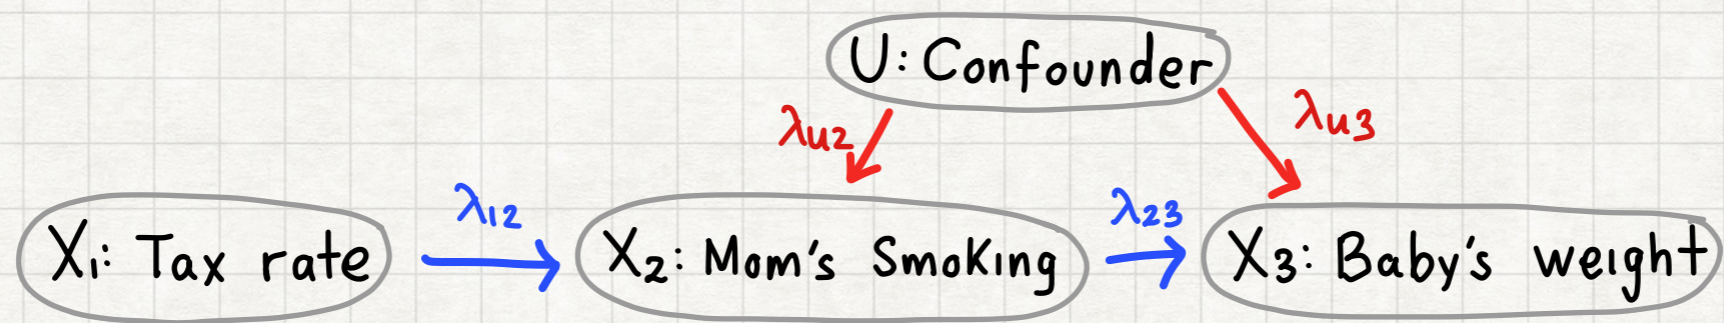 U: Confounder
λu2
λu3
λ12
λ23
X1: Tax rate
X2: Mom's Smoking
X3: Baby's weight